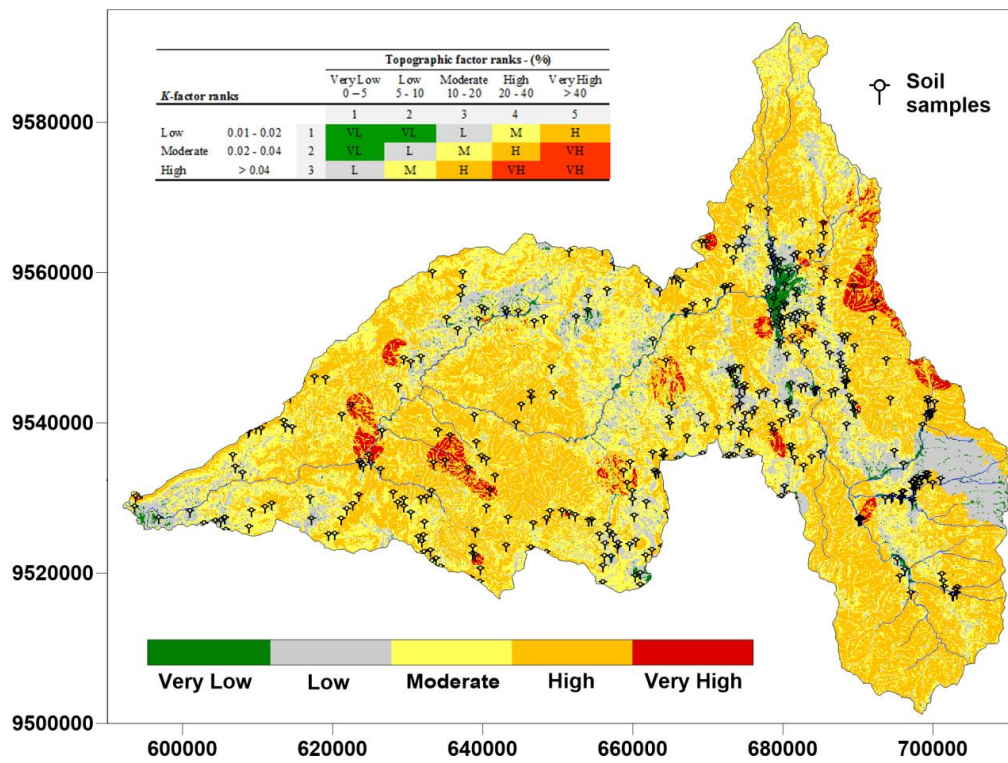 Topographic factor ranks - (%)
Very Low Low Moderate High Very High
K-factor ranks 0 – 5 5 - 10 10 - 20 20 - 40 > 40
1 2 3 4 5
Low 0.01 - 0.02 1 VL VL L M H
Moderate 0.02 - 0.04 2 VL L M H VH
High > 0.04 3 L M H VH VH
Soil
samples
9580000
9560000
9540000
9520000
9500000
Very Low Low Moderate High Very High
600000 620000 640000 660000 680000 700000